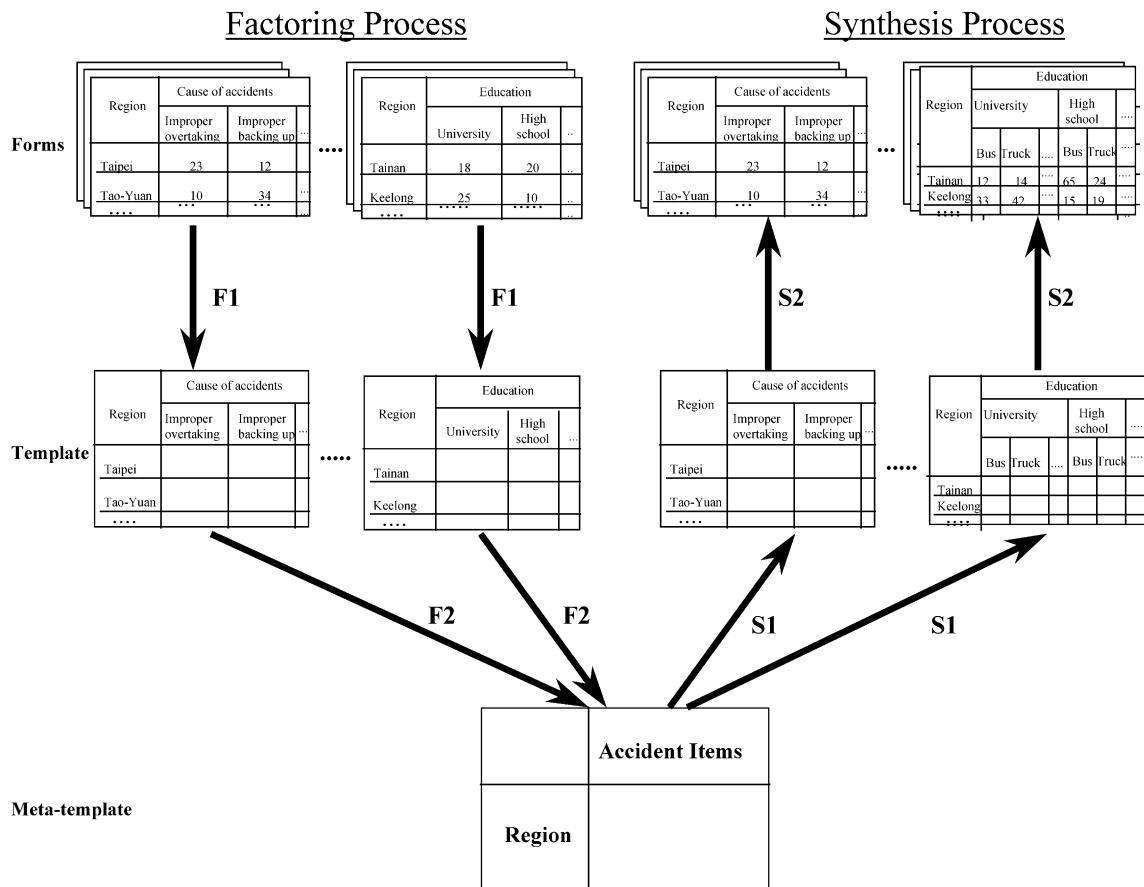 Factoring Process
Synthesis Process
Forms
Region
Cause of accidents
Improper
overtaking
Improper
backing up
...
Taipei 23 12 ...
Tao-Yuan 10 34 ...
.... ... ... ...
....
Region
Education
University
High
school
..
Tainan 18 20 ..
Keelong 25 10 ..
.... ..... ..... ..
Region
Cause of accidents
Improper
overtaking
Improper
backing up
...
Taipei 23 12 ...
Tao-Yuan 10 34 ...
.... ... ... ...
...
Region
Education
University
High
school
....
Bus Truck .... Bus Truck ....
Tainan 12 14 .... 65 24 ....
Keelong 33 42 .... 15 19 ....
....
F1
F1
S2
S2
Template
Region
Cause of accidents
Improper
overtaking
Improper
backing up
...
Taipei
Tao-Yuan
....
.....
Region
Education
University
High
school
...
Tainan
Keelong
....
Region
Cause of accidents
Improper
overtaking
Improper
backing up
...
Taipei
Tao-Yuan
....
.....
Region
Education
University
High
school
....
Bus Truck .... Bus Truck ....
Tainan
Keelong
....
F2
F2
S1
S1
Meta-template
Accident Items
Region